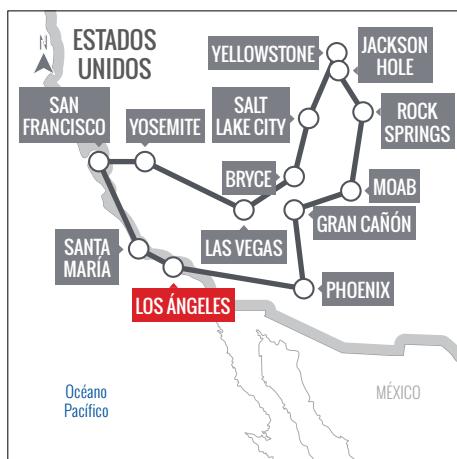 N
ESTADOS
UNIDOS
YELLOWSTONE
JACKSON
HOLE
SAN
FRANCISCO
YOSEMITE
SALT
LAKE CITY
ROCK
SPRINGS
BRYCE
MOAB
LAS VEGAS
GRAN CAÑÓN
SANTA
MARÍA
LOS ÁNGELES
PHOENIX
Océano
Pacífico
MÉXICO